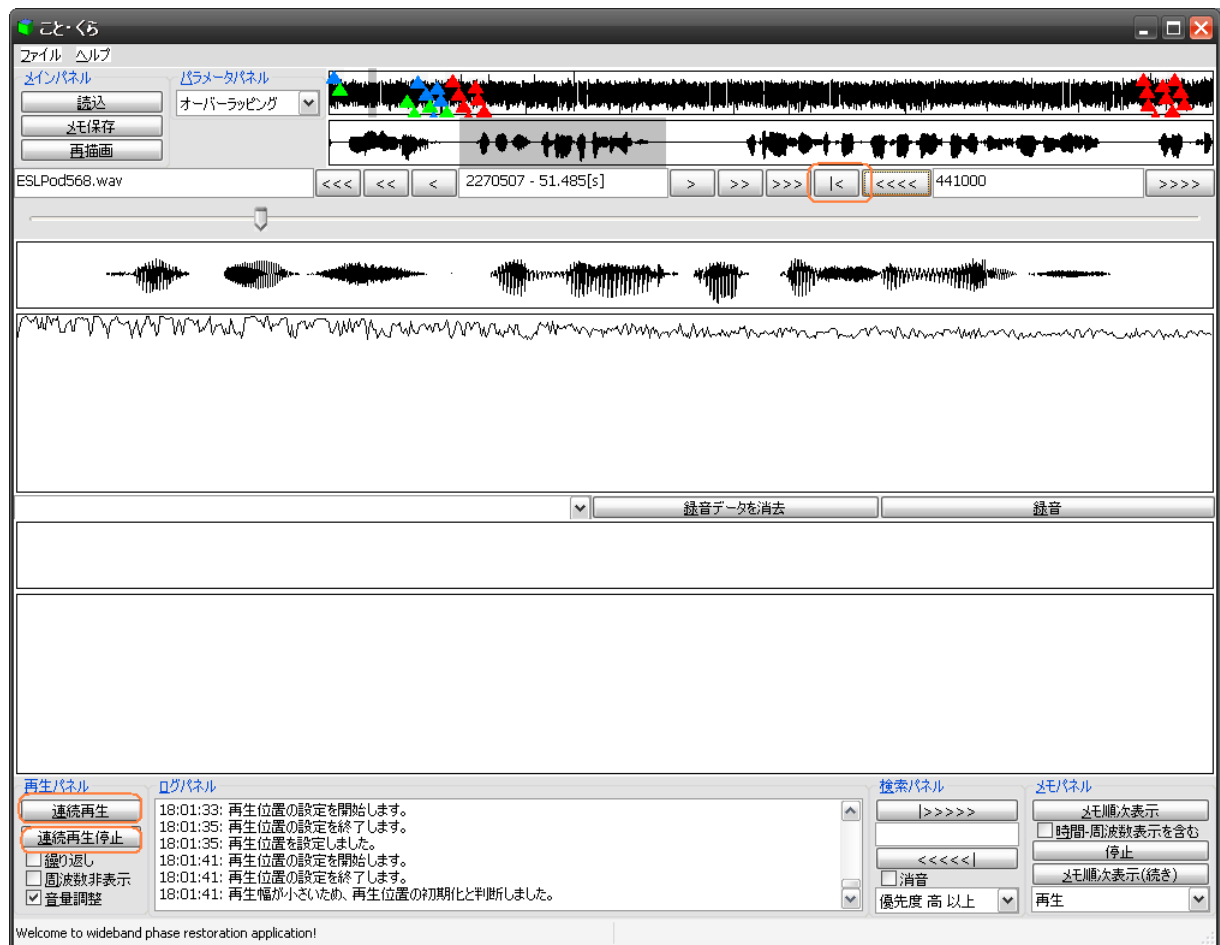 こと・くら
ファイル ヘルプ
メインパネル
読込
メモ保存
再描画
パラメータパネル
オーバーラッピング
ESLPod568.wav
<<<
<<
<
2270507 - 51.485[s]
>
>>
>>>
|<
<<<<
441000
>>>>
録音データを消去
録音
再生パネル
連続再生
連続再生停止
繰り返し
周波数非表示
音量調整
ログパネル
18:01:33: 再生位置の設定を開始します。
18:01:35: 再生位置の設定を終了します。
18:01:35: 再生位置を設定しました。
18:01:41: 再生位置の設定を開始します。
18:01:41: 再生位置の設定を終了します。
18:01:41: 再生幅が小さいため、再生位置の初期化と判断しました。
検索パネル
|>>>>>
<<<<<|
消音
優先度 高 以上
メモパネル
メモ順次表示
時間-周波数表示を含む
停止
メモ順次表示(続き)
再生
Welcome to wideband phase restoration application!